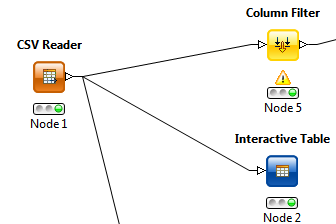 Column Filter
CSV Reader
Node 5
Node 1
Interactive Table
Node 2